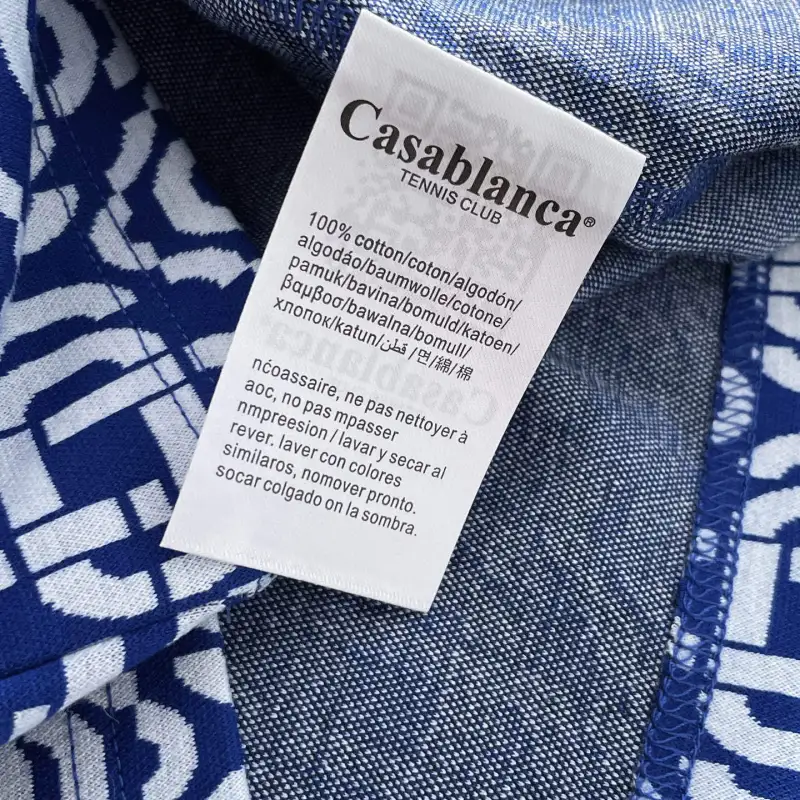 Casablanca®
TENNIS CLUB
100% cotton/coton/algodón/
algodáo/baumwolle/cotone/
pamuk/bavina/bomuld/katoen/
βαμβοσ/bawalna/bomull/
хлопок/katun/قطن/면/綿/棉
nćoassaire, ne pas nettoyer à
aoc, no pas mpasser
nmpreesion / lavar y secar al
rever. laver con colores
similaros, nomover pronto.
socar colgado on la sombra.